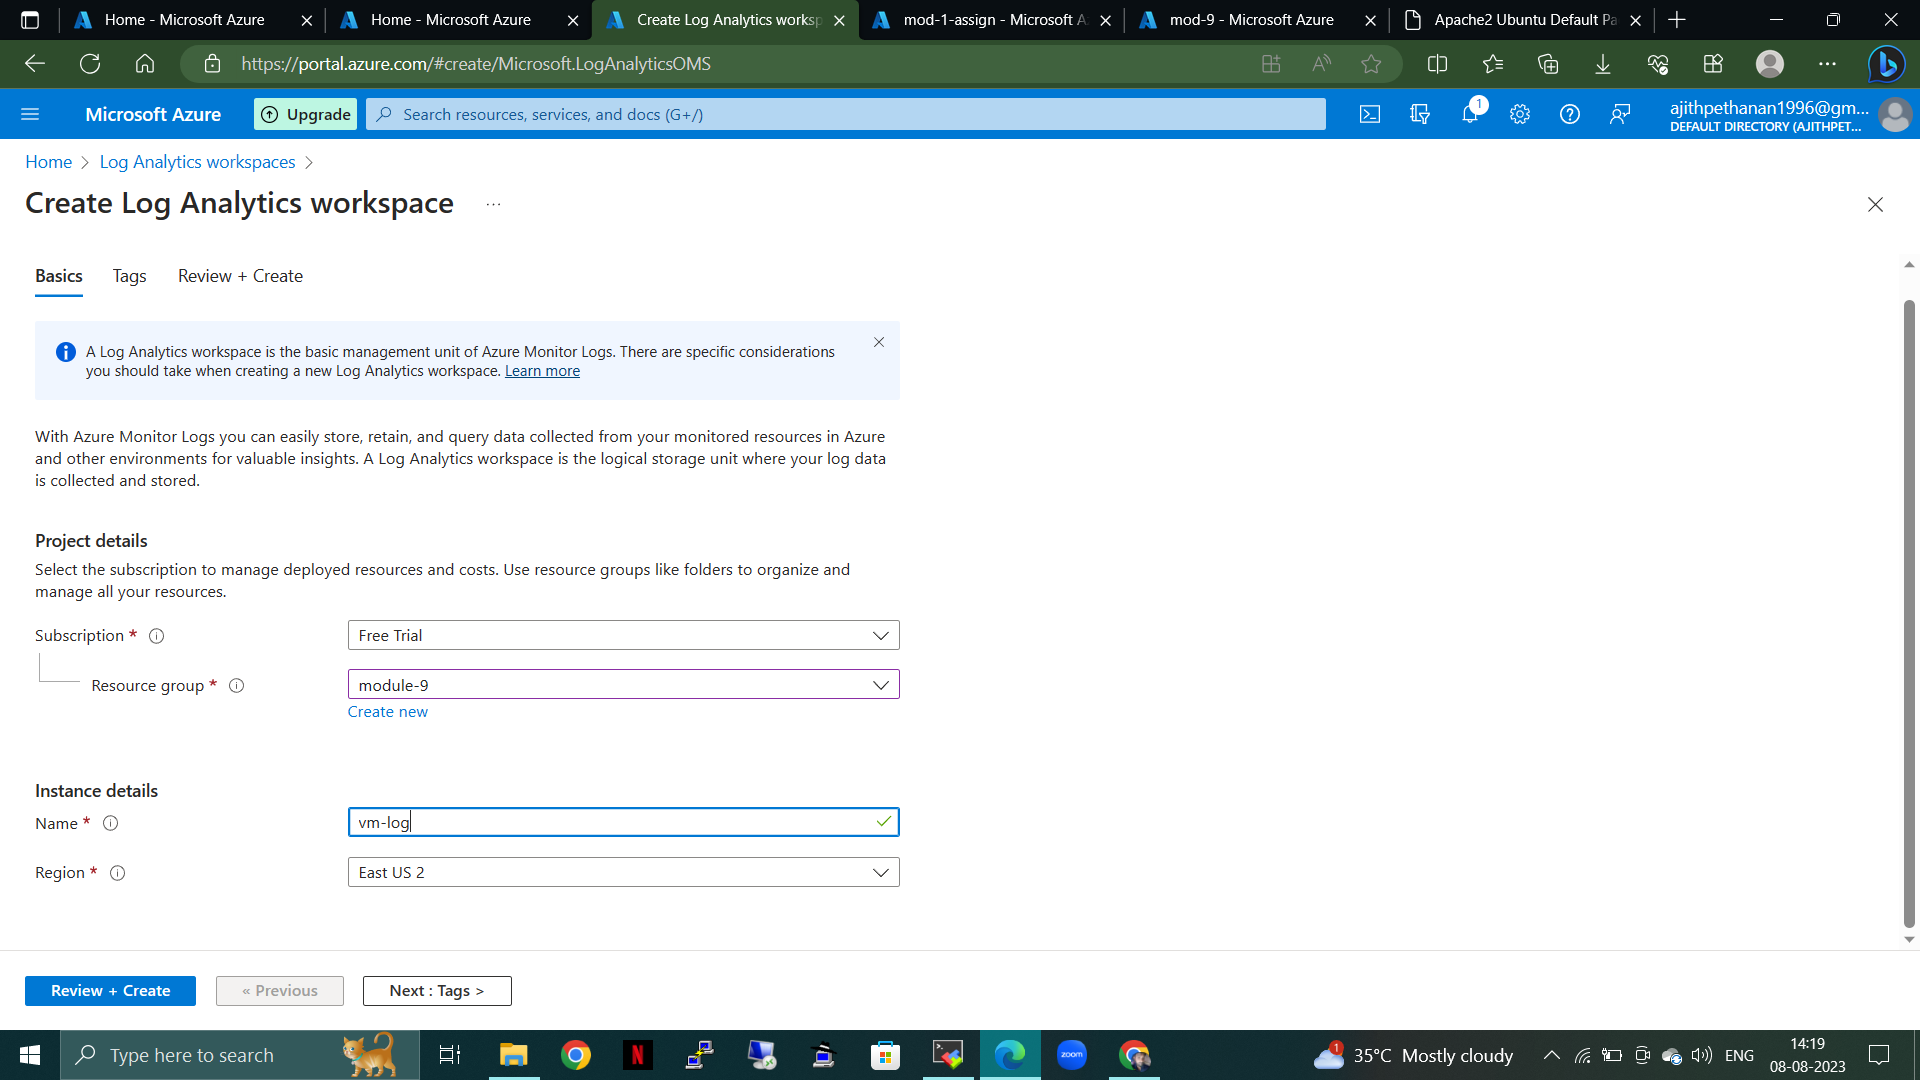 Home - Microsoft Azure
Home - Microsoft Azure
Create Log Analytics worksp
mod-1-assign - Microsoft A
mod-9 - Microsoft Azure
Apache2 Ubuntu Default Pa
https://portal.azure.com/#create/Microsoft.LogAnalyticsOMS
Microsoft Azure
Upgrade
Search resources, services, and docs (G+/)
1
ajithpethanan1996@gm...
DEFAULT DIRECTORY (AJITHPET...
Home > Log Analytics workspaces >
Create Log Analytics workspace ...
Basics
Tags
Review + Create
A Log Analytics workspace is the basic management unit of Azure Monitor Logs. There are specific considerations
you should take when creating a new Log Analytics workspace. Learn more
With Azure Monitor Logs you can easily store, retain, and query data collected from your monitored resources in Azure
and other environments for valuable insights. A Log Analytics workspace is the logical storage unit where your log data
is collected and stored.
Project details
Select the subscription to manage deployed resources and costs. Use resource groups like folders to organize and
manage all your resources.
Subscription *
Free Trial
Resource group *
module-9
Create new
Instance details
Name *
vm-log
Region *
East US 2
Review + Create
« Previous
Next : Tags >
Type here to search
N
zoom
1
35°C Mostly cloudy
ENG
14:19
08-08-2023